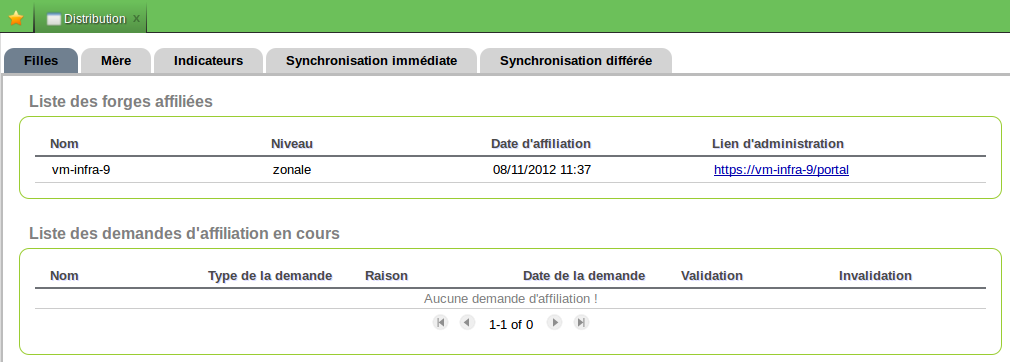 Distribution x
Filles Mère Indicateurs Synchronisation immédiate Synchronisation différée
Liste des forges affiliées
Nom Niveau Date d'affiliation Lien d'administration
vm-infra-9 zonale 08/11/2012 11:37 https://vm-infra-9/portal
Liste des demandes d'affiliation en cours
Nom Type de la demande Raison Date de la demande Validation Invalidation
Aucune demande d'affiliation !
1-1 of 0